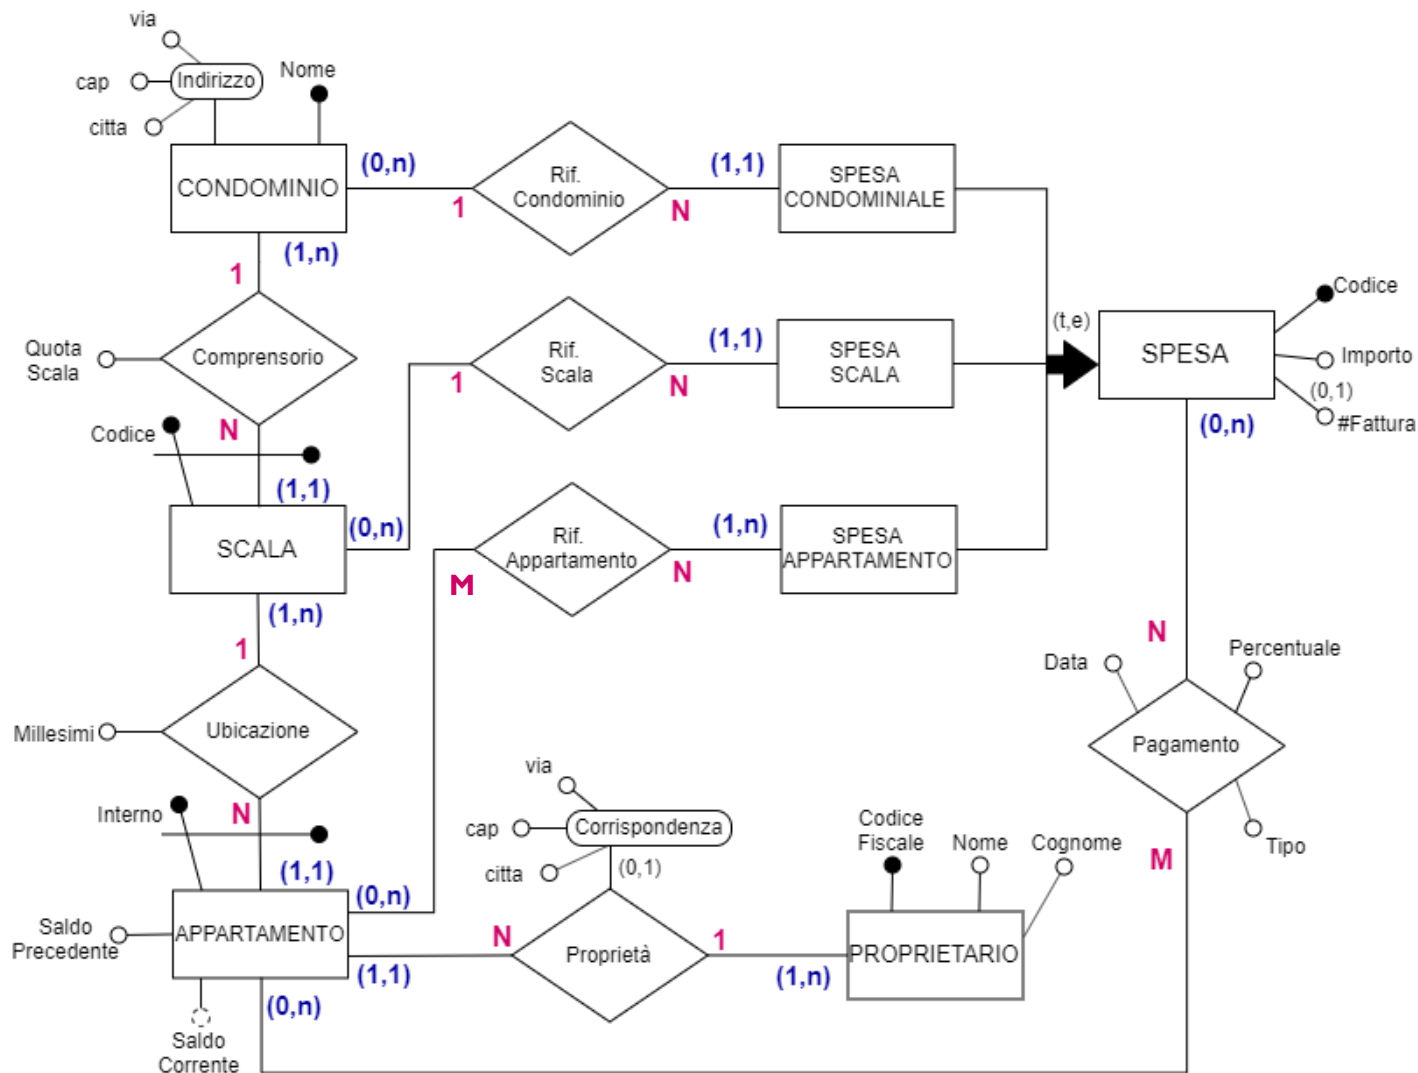 via
cap
Indirizzo
Nome
citta
CONDOMINIO
(0,n)
1
Rif.
Condominio
(1,1)
N
SPESA
CONDOMINIALE
(1,n)
1
Quota
Scala
Comprensorio
N
Codice
(1,1)
SCALA
(0,n)
1
Rif.
Scala
(1,1)
N
SPESA
SCALA
(t,e)
SPESA
Codice
Importo
(0,1)
#Fattura
(0,n)
(1,n)
1
M
Rif.
Appartamento
(1,n)
N
SPESA
APPARTAMENTO
Millesimi
Ubicazione
N
Interno
(1,1)
APPARTAMENTO
(0,n)
(1,1)
(0,n)
Saldo
Precedente
Saldo
Corrente
N
via
cap
Corrispondenza
citta
(0,1)
Proprietà
1
(1,n)
Codice
Fiscale
Nome
Cognome
PROPRIETARIO
N
Data
Percentuale
Pagamento
Tipo
M